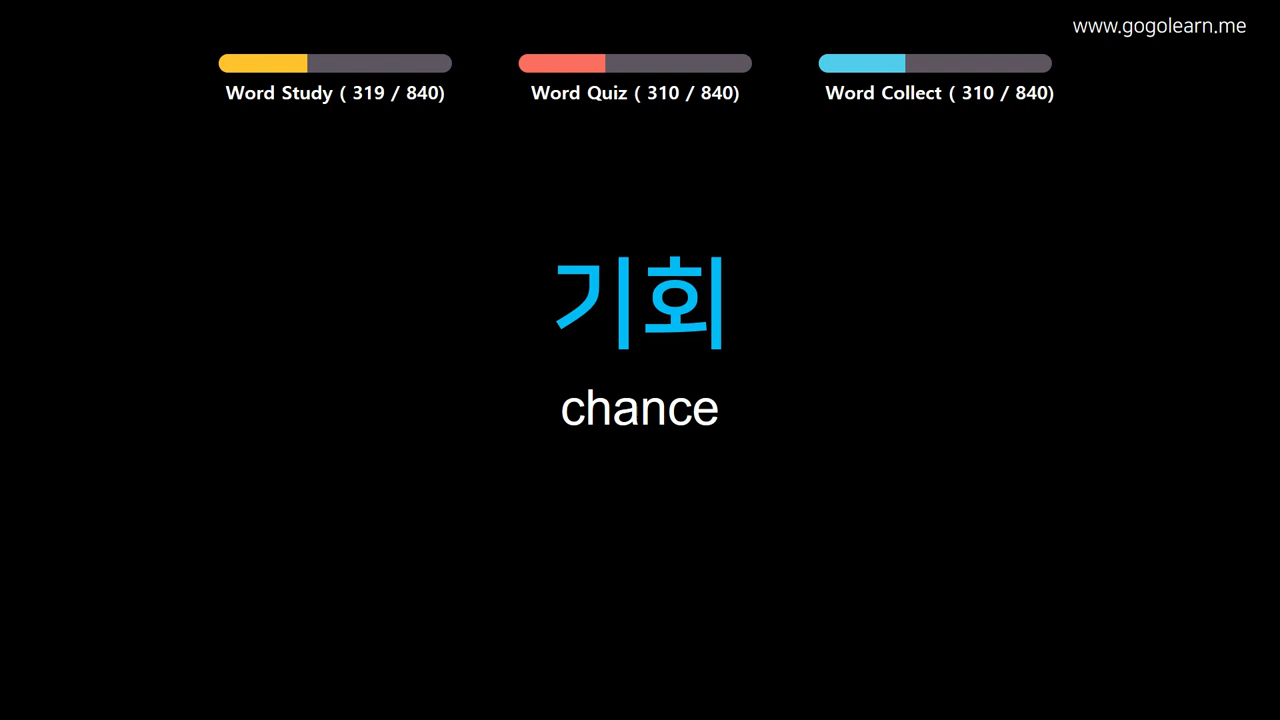 www.gogolearn.me
Word Study ( 319 / 840)
Word Quiz ( 310 / 840)
Word Collect ( 310 / 840)
기회
chance